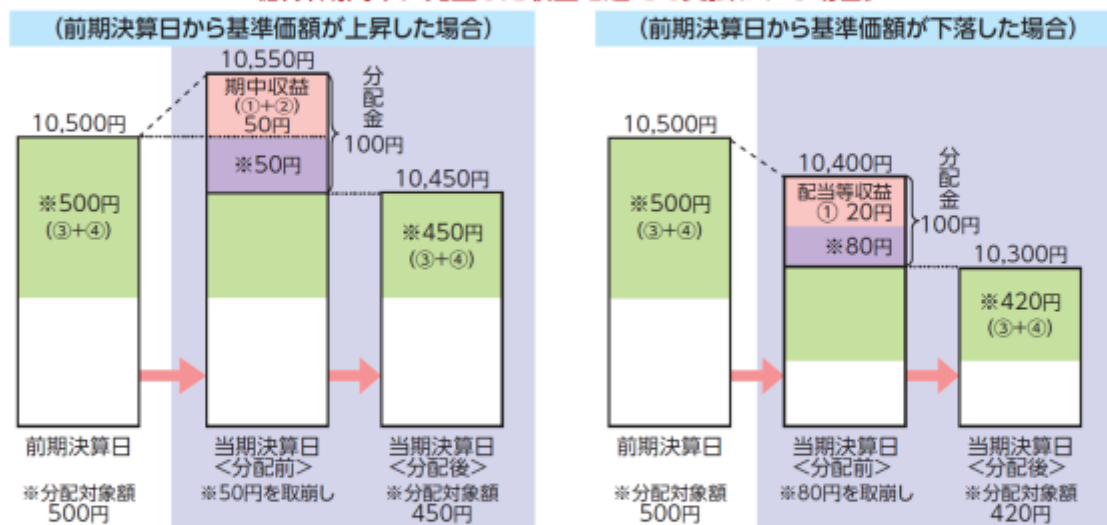 (前期決算日から基準価額が上昇した場合)
10,550円
期中収益
(①+②)
50円
分配金
100円
10,500円
※50円
10,450円
※500円
(③+④)
※450円
(③+④)
前期決算日
当期決算日
<分配前>
当期決算日
<分配後>
※分配対象額
500円
※50円を取崩し
※分配対象額
450円
(前期決算日から基準価額が下落した場合)
10,500円
10,400円
配当等収益
① 20円
分配金
100円
※500円
(③+④)
※80円
10,300円
※420円
(③+④)
前期決算日
当期決算日
<分配前>
当期決算日
<分配後>
※分配対象額
500円
※80円を取崩し
※分配対象額
420円